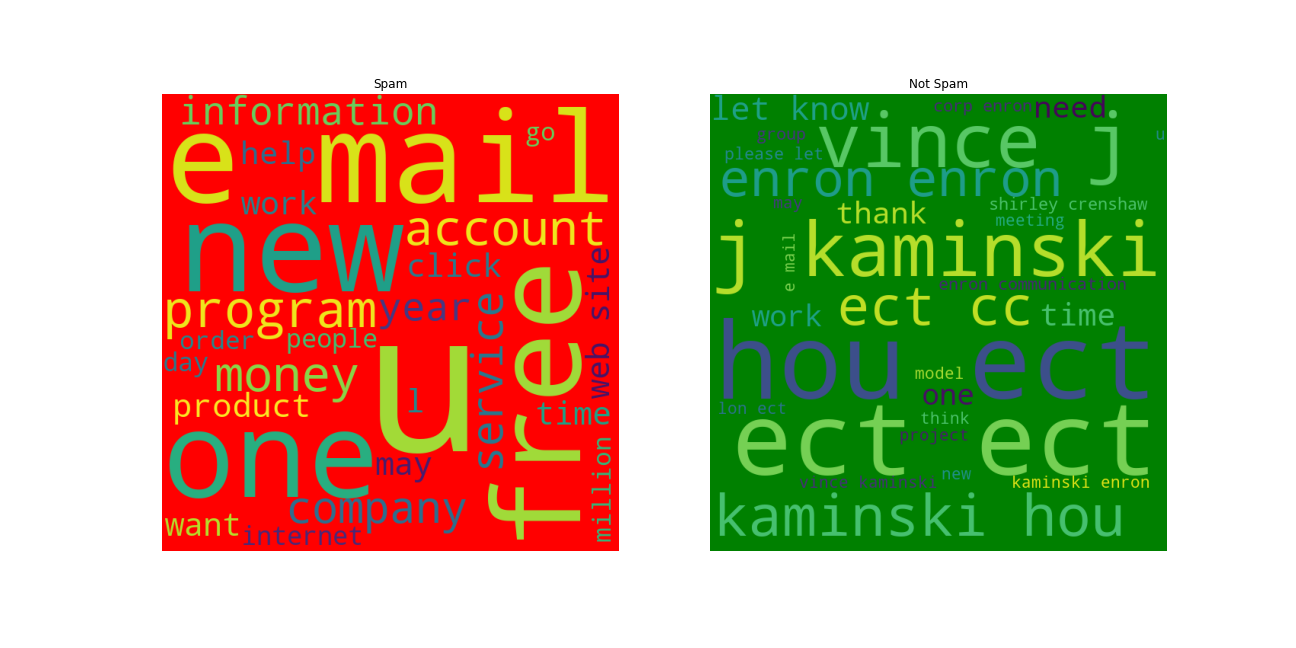 Spam
information
e mail
go
help
work
new
account
click
web site
free
program
year
service
order
people
day
money
u
l
product
time
one
may
million
company
want
internet
Not Spam
let know
corp enron
need
group
vince j
u
please let
enron enron
may
thank
shirley crenshaw
meeting
j kaminski
e mail
enron communication
ect cc
work
time
hou ect
model
one
lon ect
think
ect ect
project
new
vince kaminski
kaminski enron
kaminski hou